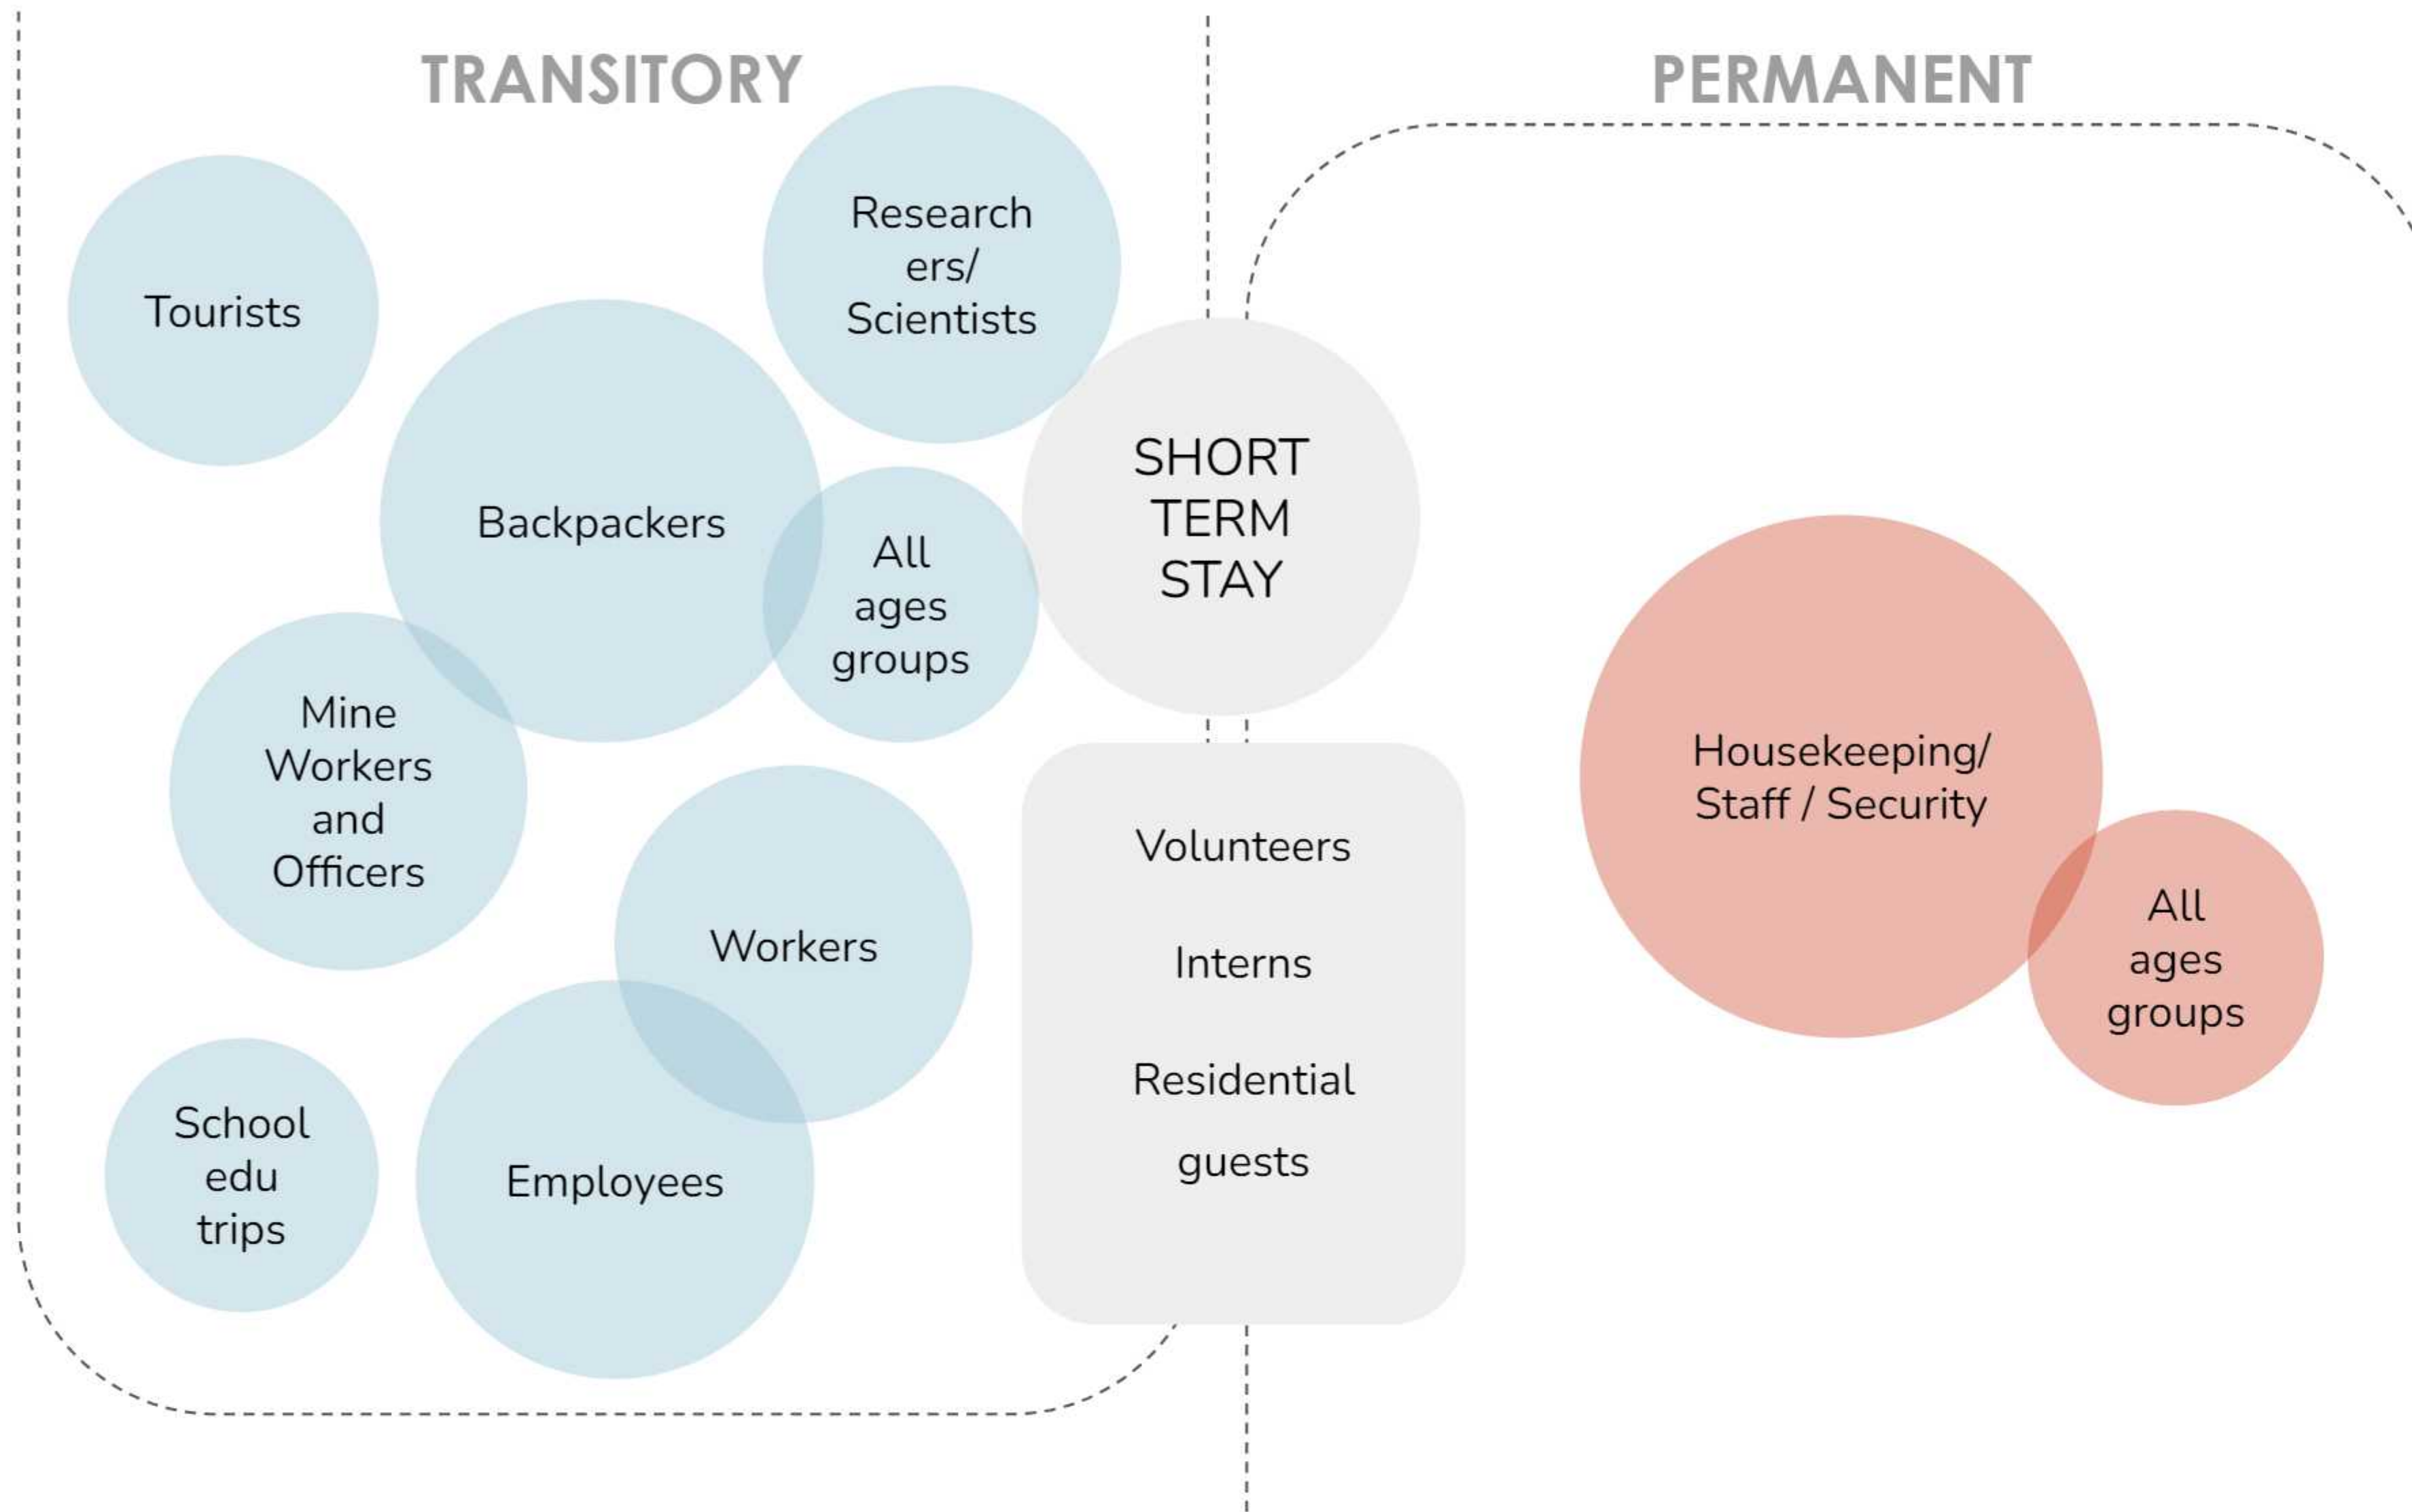 TRANSITORY
PERMANENT
Tourists
Research
ers/
Scientists
Backpackers
All
ages
groups
SHORT
TERM
STAY
Mine
Workers
and
Officers
Workers
School
edu
trips
Employees
Volunteers
Interns
Residential
guests
Housekeeping/
Staff / Security
All
ages
groups